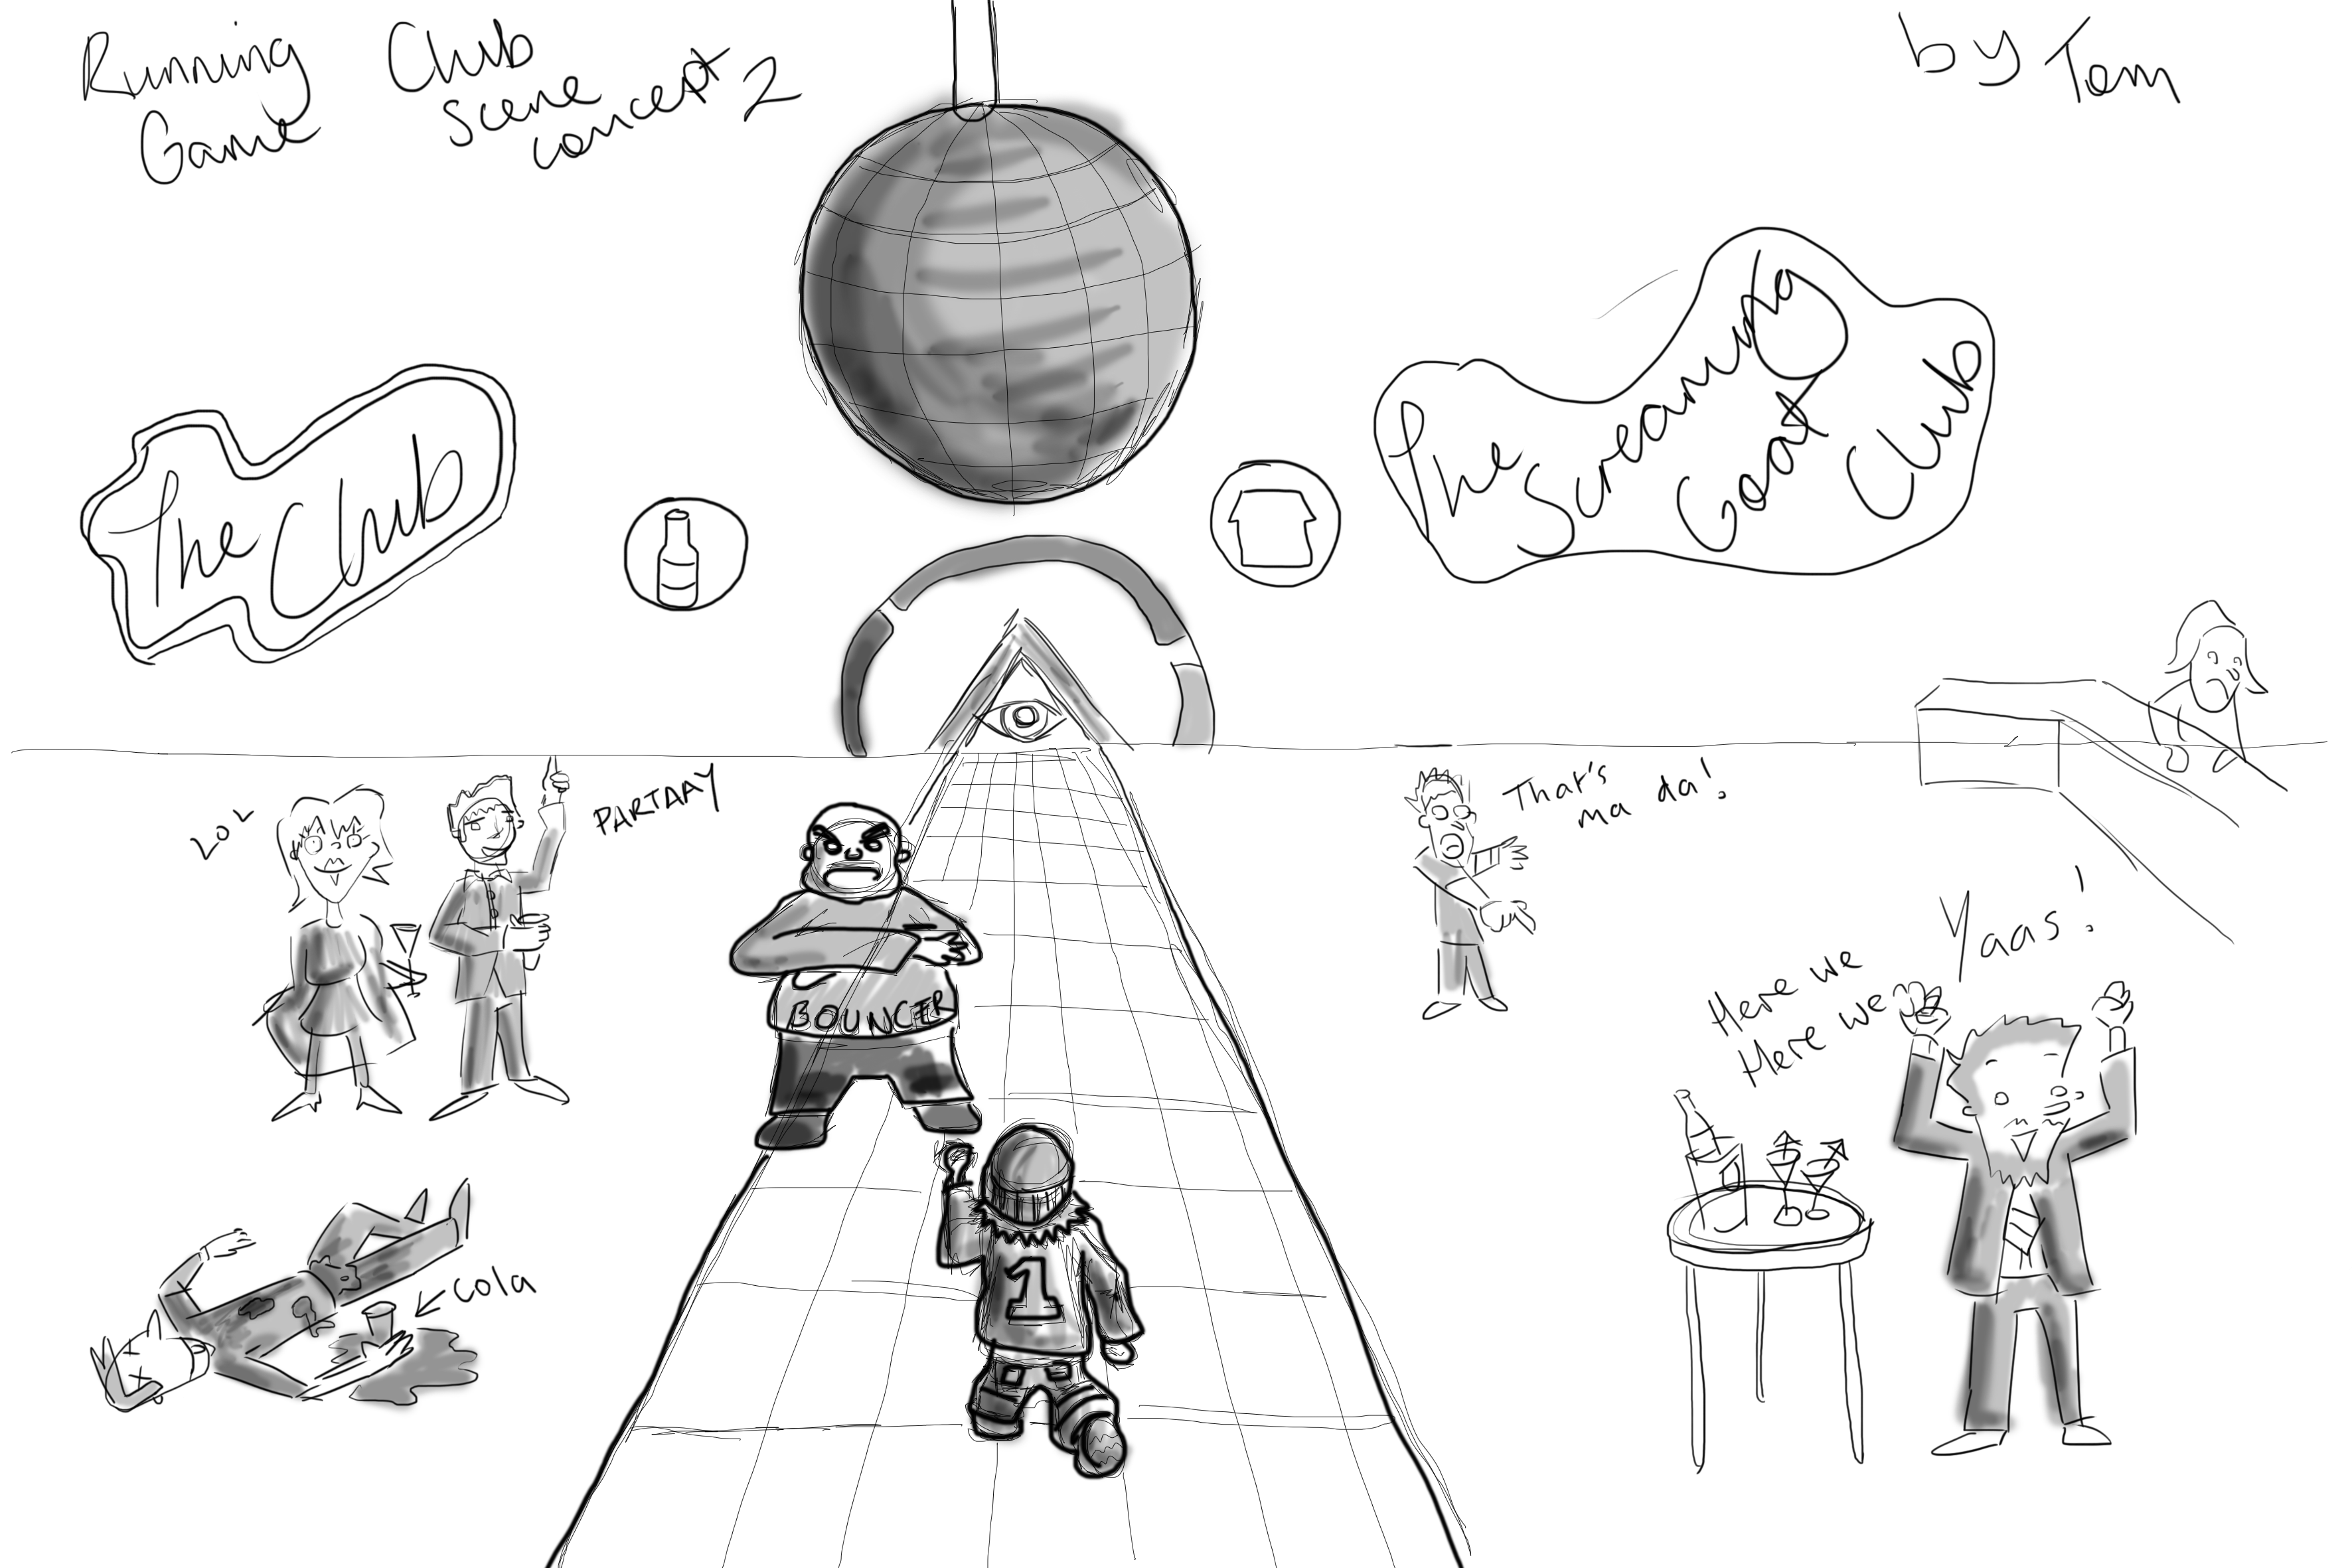 Running
Game
Club
Scene
concept 2
by Tom
The Club
The
Screaming
Goat
Club
LOL
PARTAAY
That's
ma da!
BOUNCER
Yaas!
Here we
Here we
1
cola